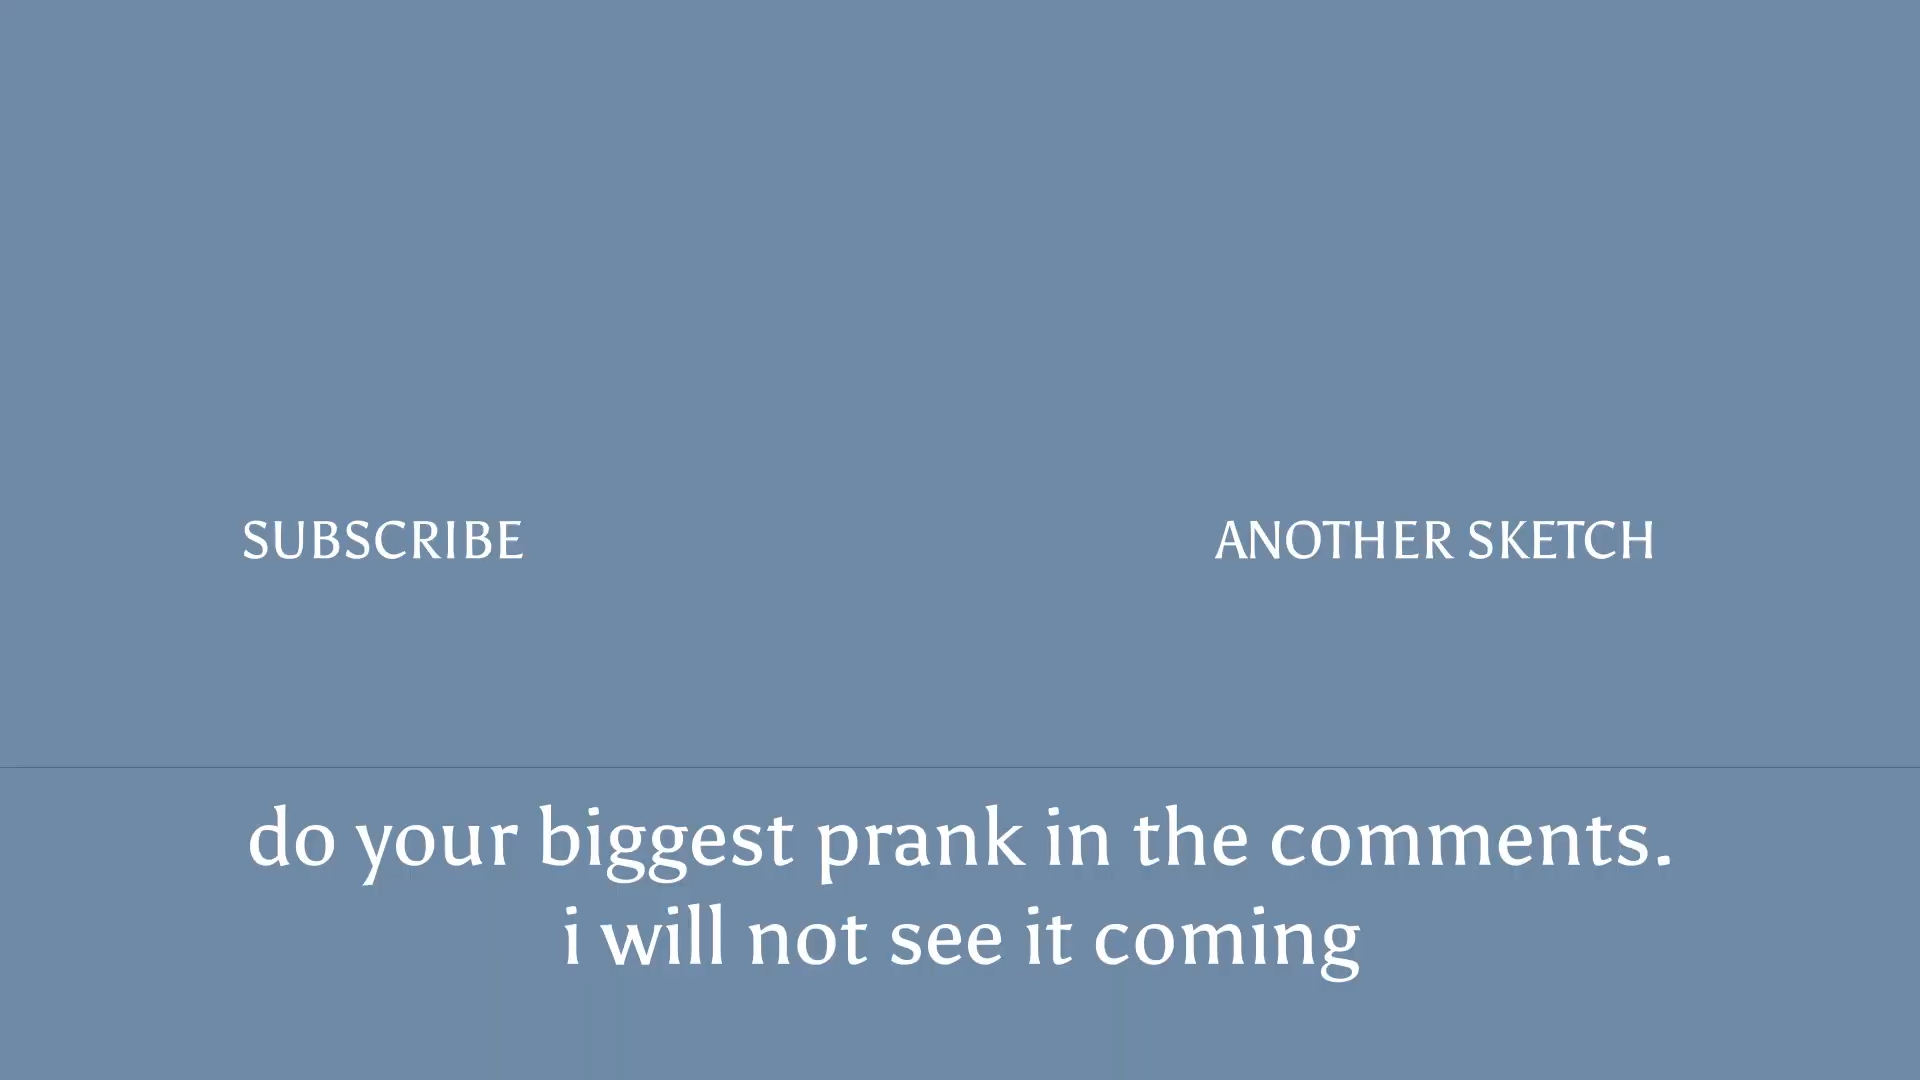 SUBSCRIBE
ANOTHER SKETCH
do your biggest prank in the comments.
i will not see it coming